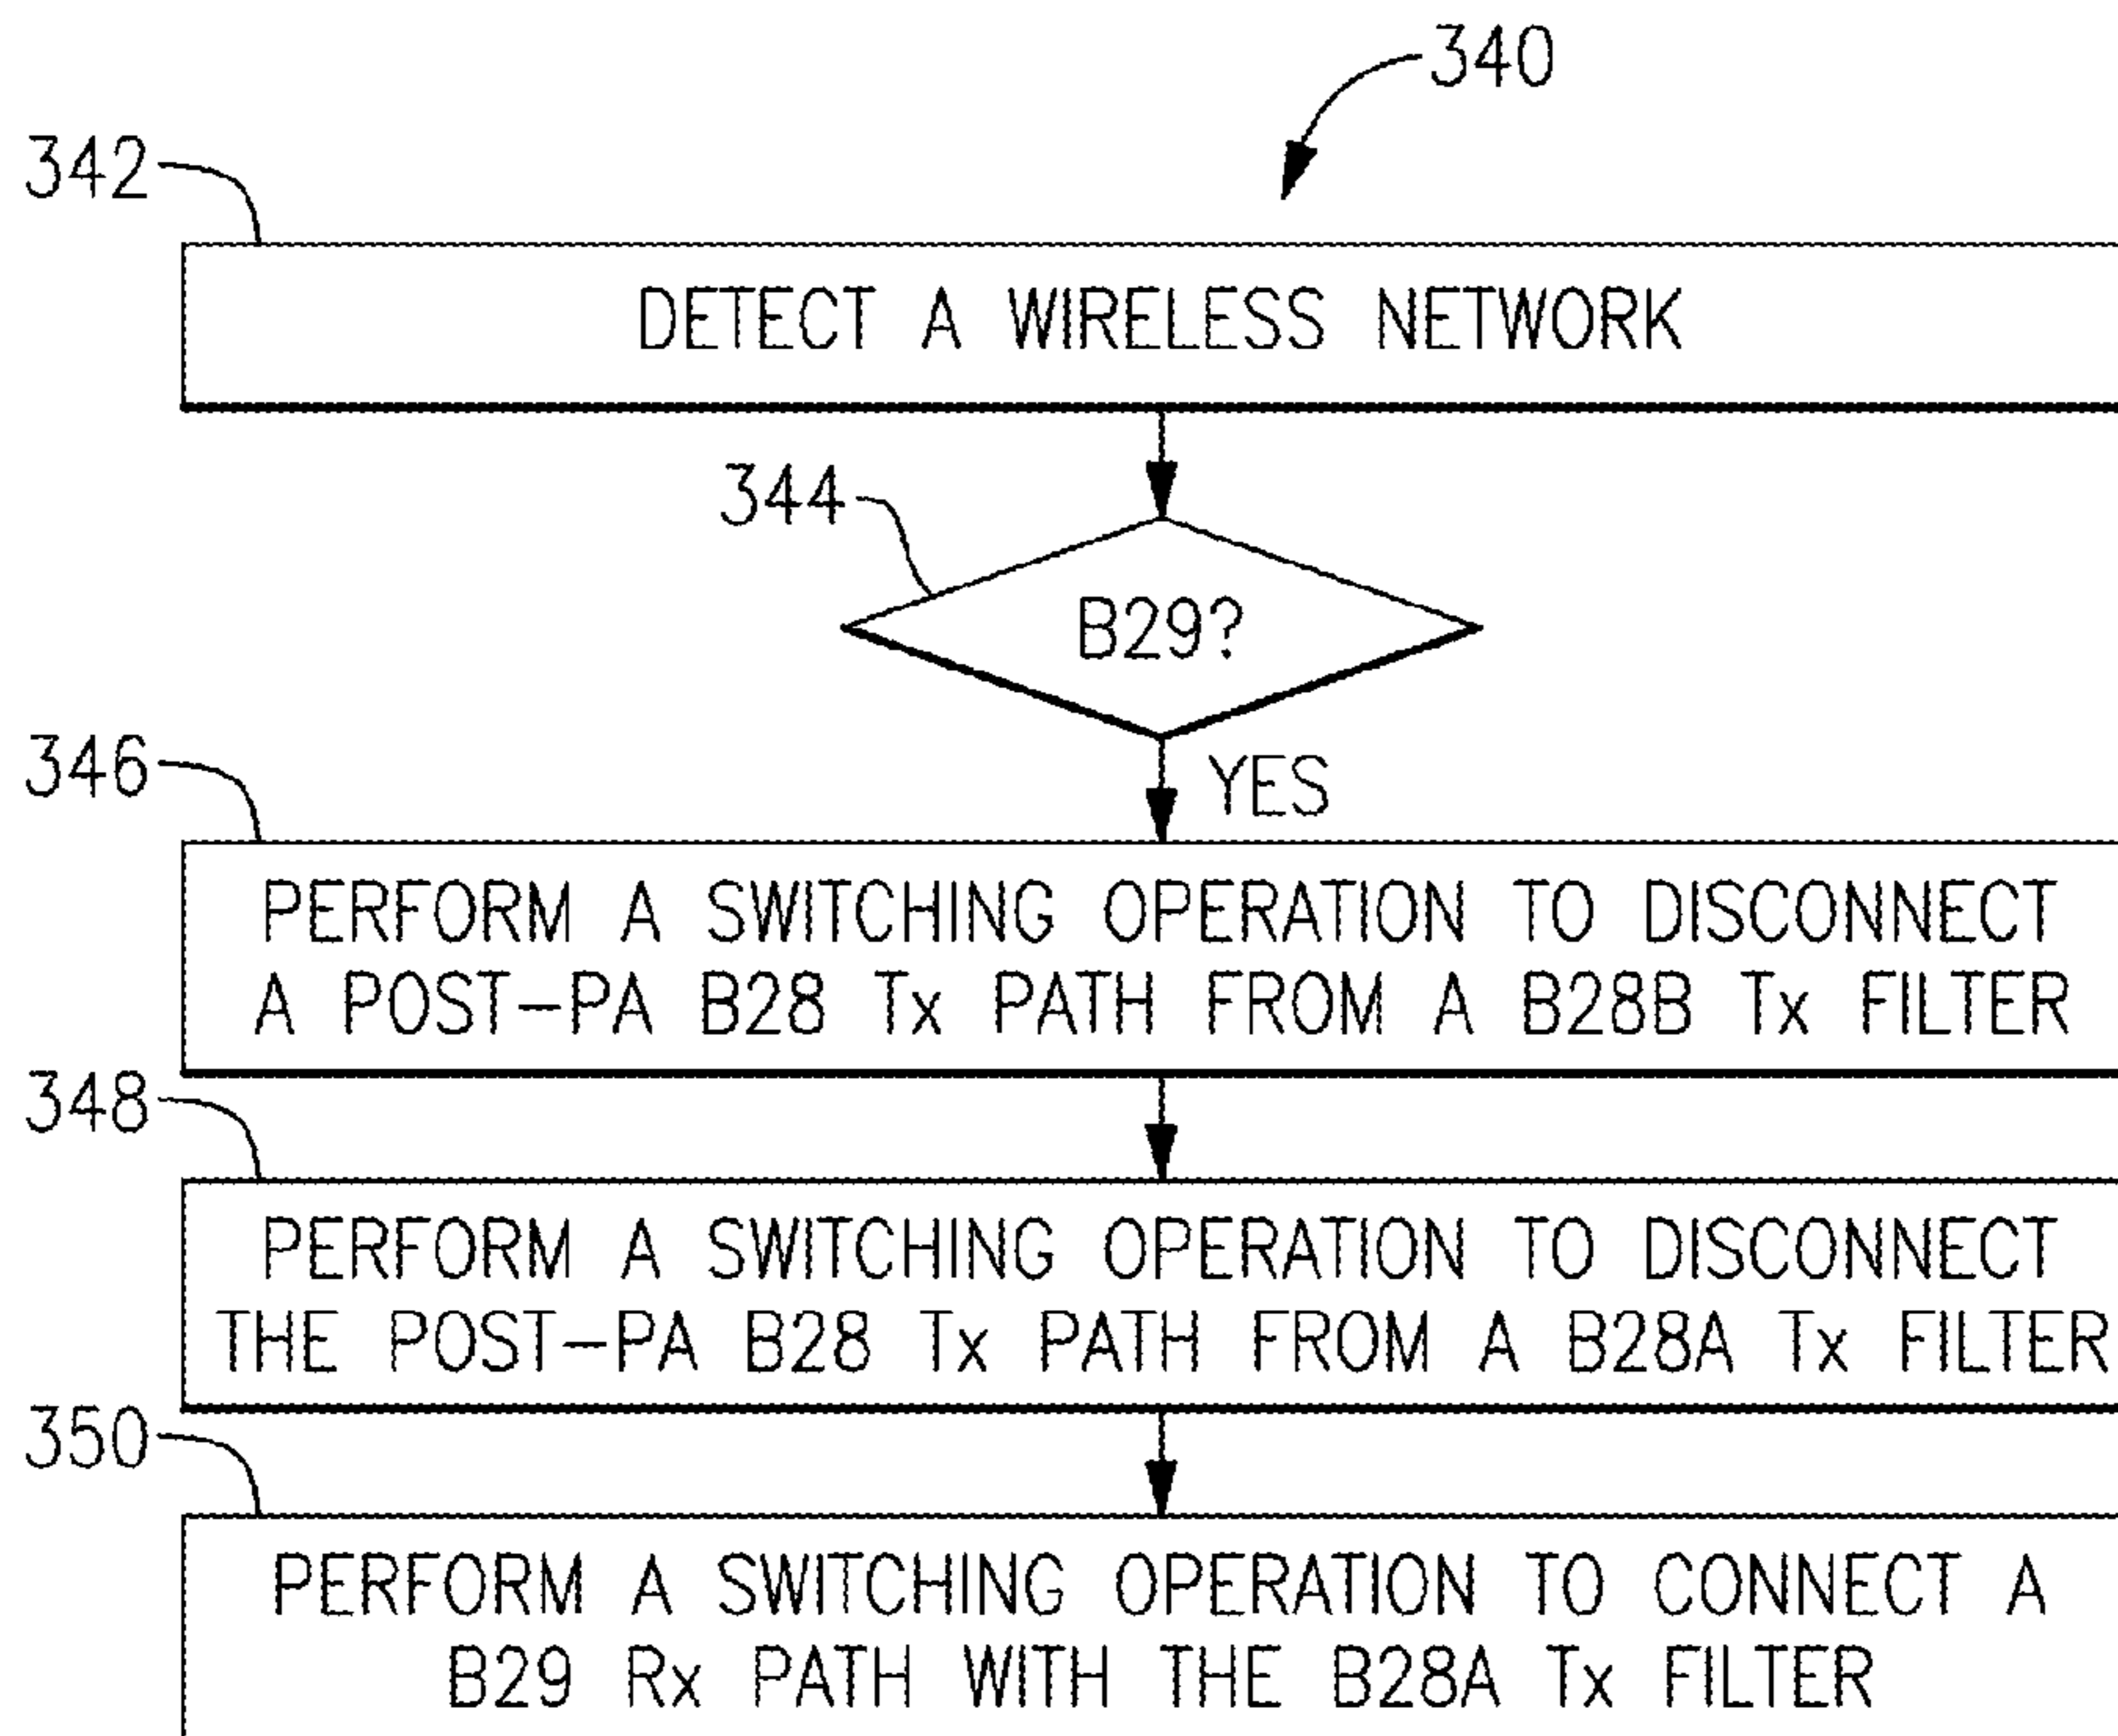 340
342
DETECT A WIRELESS NETWORK
344
B29?
YES
346
PERFORM A SWITCHING OPERATION TO DISCONNECT
A POST-PA B28 Tx PATH FROM A B28B Tx FILTER
348
PERFORM A SWITCHING OPERATION TO DISCONNECT
THE POST-PA B28 Tx PATH FROM A B28A Tx FILTER
350
PERFORM A SWITCHING OPERATION TO CONNECT A
B29 Rx PATH WITH THE B28A Tx FILTER